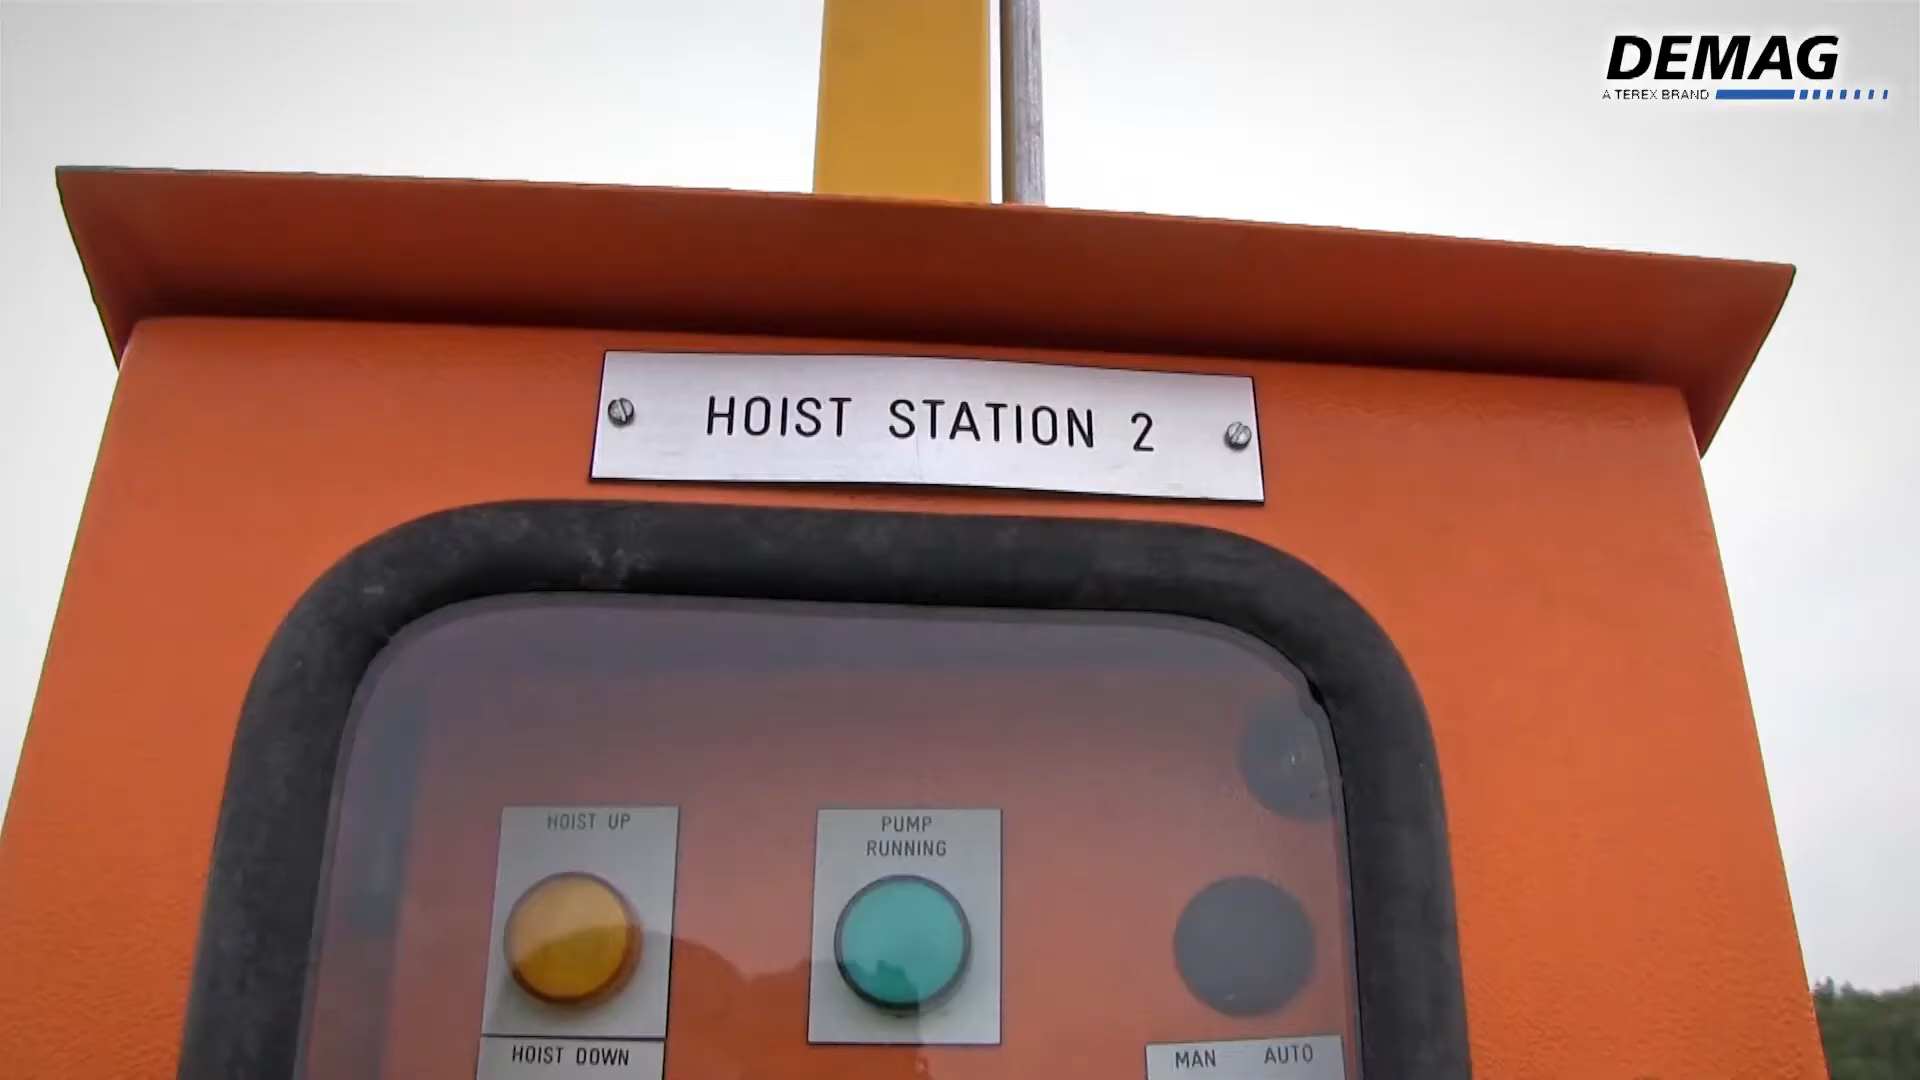 DEMAG
A TEREX BRAND
HOIST STATION 2
HOIST UP
PUMP
RUNNING
HOIST DOWN
MAN AUTO